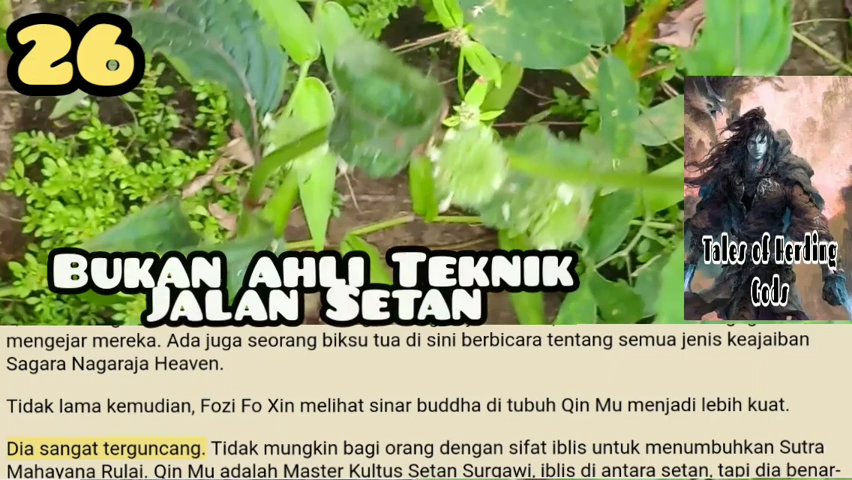 26
BUKAN AHLI TEKNIK
JALAN SETAN
Tales of Herding
Gods
mengejar mereka. Ada juga seorang biksu tua di sini berbicara tentang semua jenis keajaiban
Sagara Nagaraja Heaven.
Tidak lama kemudian, Fozi Fo Xin melihat sinar buddha di tubuh Qin Mu menjadi lebih kuat.
Dia sangat terguncang. Tidak mungkin bagi orang dengan sifat iblis untuk menumbuhkan Sutra
Mahayana Rulai. Qin Mu adalah Master Kultus Setan Surgawi, iblis di antara setan, tapi dia benar-